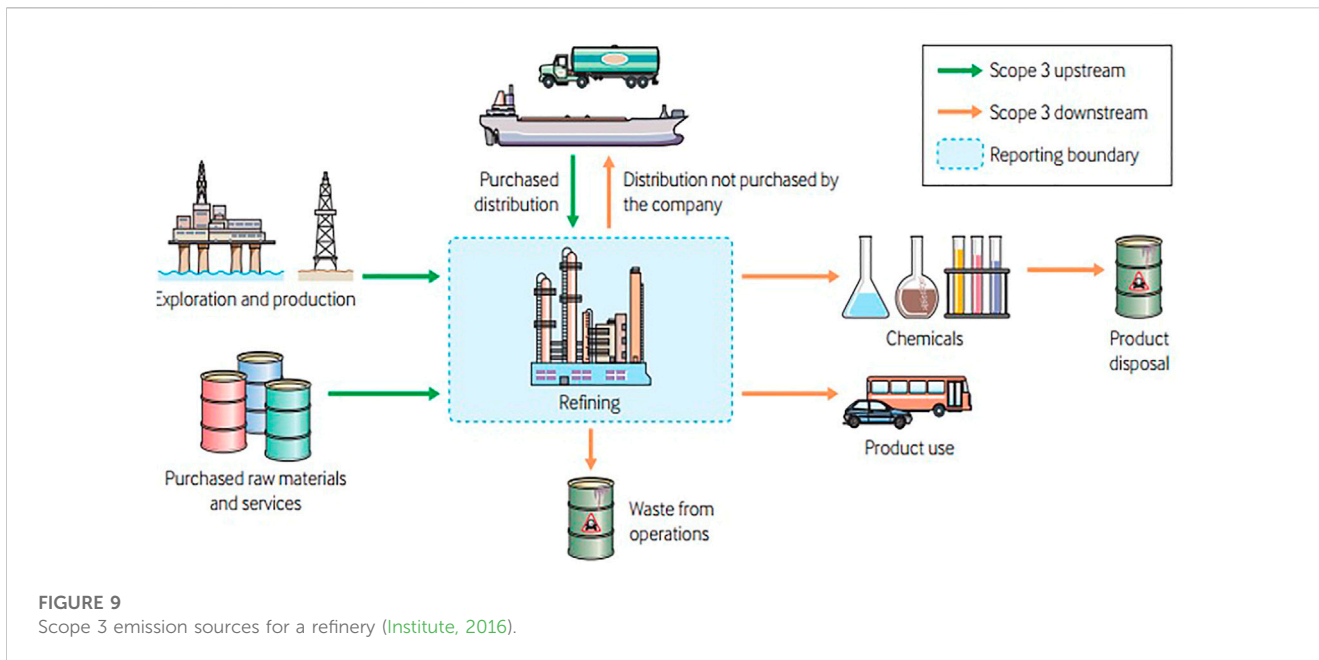 Scope 3 upstream
Scope 3 downstream
Reporting boundary
Purchased
distribution
Distribution not purchased by
the company
Exploration and production
Refining
Chemicals
Product
disposal
Purchased raw materials
and services
Product use
Waste from
operations
FIGURE 9
Scope 3 emission sources for a refinery (Institute, 2016).